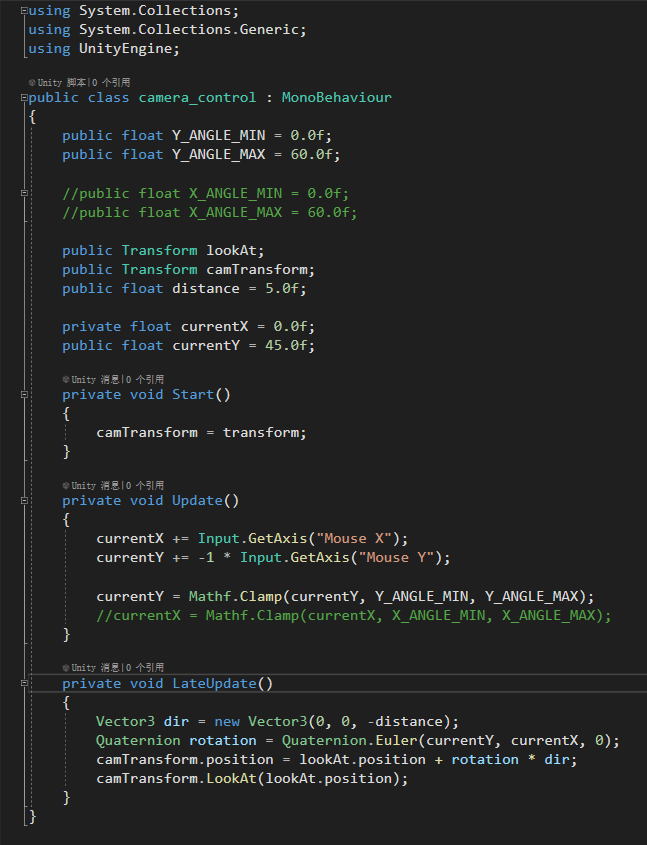 using System.Collections;
using System.Collections.Generic;
using UnityEngine;
Unity 脚本|0 个引用
public class camera_control : MonoBehaviour
{
public float Y_ANGLE_MIN = 0.0f;
public float Y_ANGLE_MAX = 60.0f;
//public float X_ANGLE_MIN = 0.0f;
//public float X_ANGLE_MAX = 60.0f;
public Transform lookAt;
public Transform camTransform;
public float distance = 5.0f;
private float currentX = 0.0f;
public float currentY = 45.0f;
Unity 消息|0 个引用
private void Start()
{
camTransform = transform;
}
Unity 消息|0 个引用
private void Update()
{
currentX += Input.GetAxis("Mouse X");
currentY += -1 * Input.GetAxis("Mouse Y");
currentY = Mathf.Clamp(currentY, Y_ANGLE_MIN, Y_ANGLE_MAX);
//currentX = Mathf.Clamp(currentX, X_ANGLE_MIN, X_ANGLE_MAX);
}
Unity 消息|0 个引用
private void LateUpdate()
{
Vector3 dir = new Vector3(0, 0, -distance);
Quaternion rotation = Quaternion.Euler(currentY, currentX, 0);
camTransform.position = lookAt.position + rotation * dir;
camTransform.LookAt(lookAt.position);
}
}